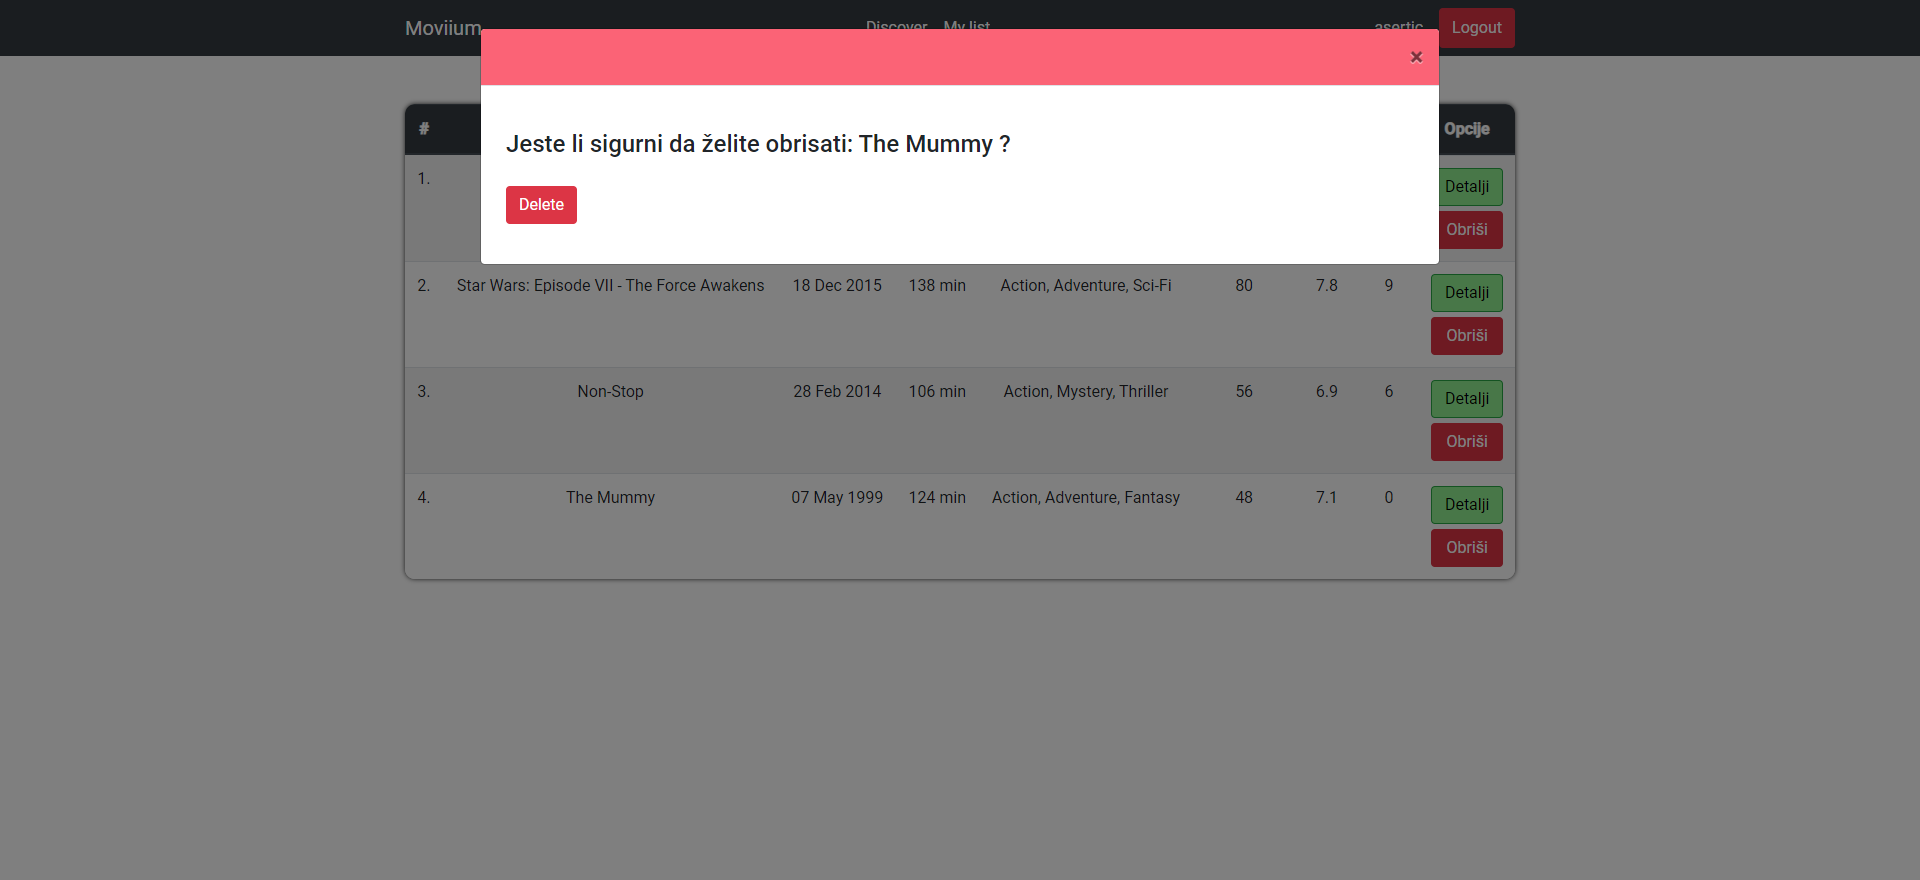 Moviium Discover My list asertic Logout
×
Jeste li sigurni da želite obrisati: The Mummy ?
Delete
# Opcije
1. Detalji
Obriši
2. Star Wars: Episode VII - The Force Awakens 18 Dec 2015 138 min Action, Adventure, Sci-Fi 80 7.8 9 Detalji
Obriši
3. Non-Stop 28 Feb 2014 106 min Action, Mystery, Thriller 56 6.9 6 Detalji
Obriši
4. The Mummy 07 May 1999 124 min Action, Adventure, Fantasy 48 7.1 0 Detalji
Obriši